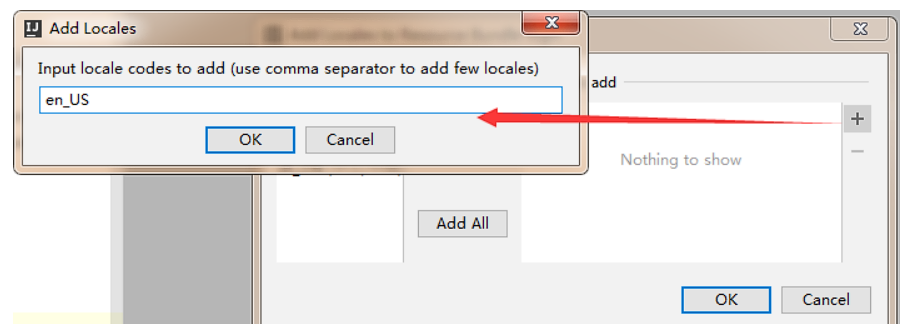 Add Locales
Input locale codes to add (use comma separator to add few locales)
en_US
OK
Cancel
add
Nothing to show
Add All
OK
Cancel